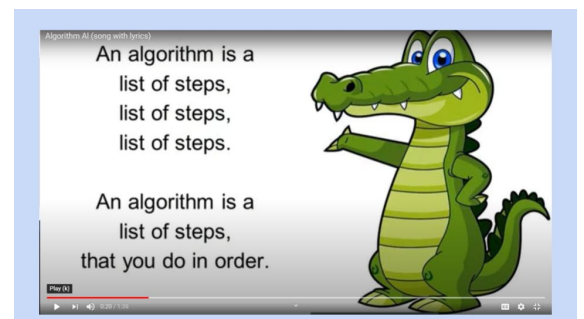 Algorithm Al (song with lyrics)
An algorithm is a
list of steps,
list of steps,
list of steps.
An algorithm is a
list of steps,
that you do in order.
Play (k)